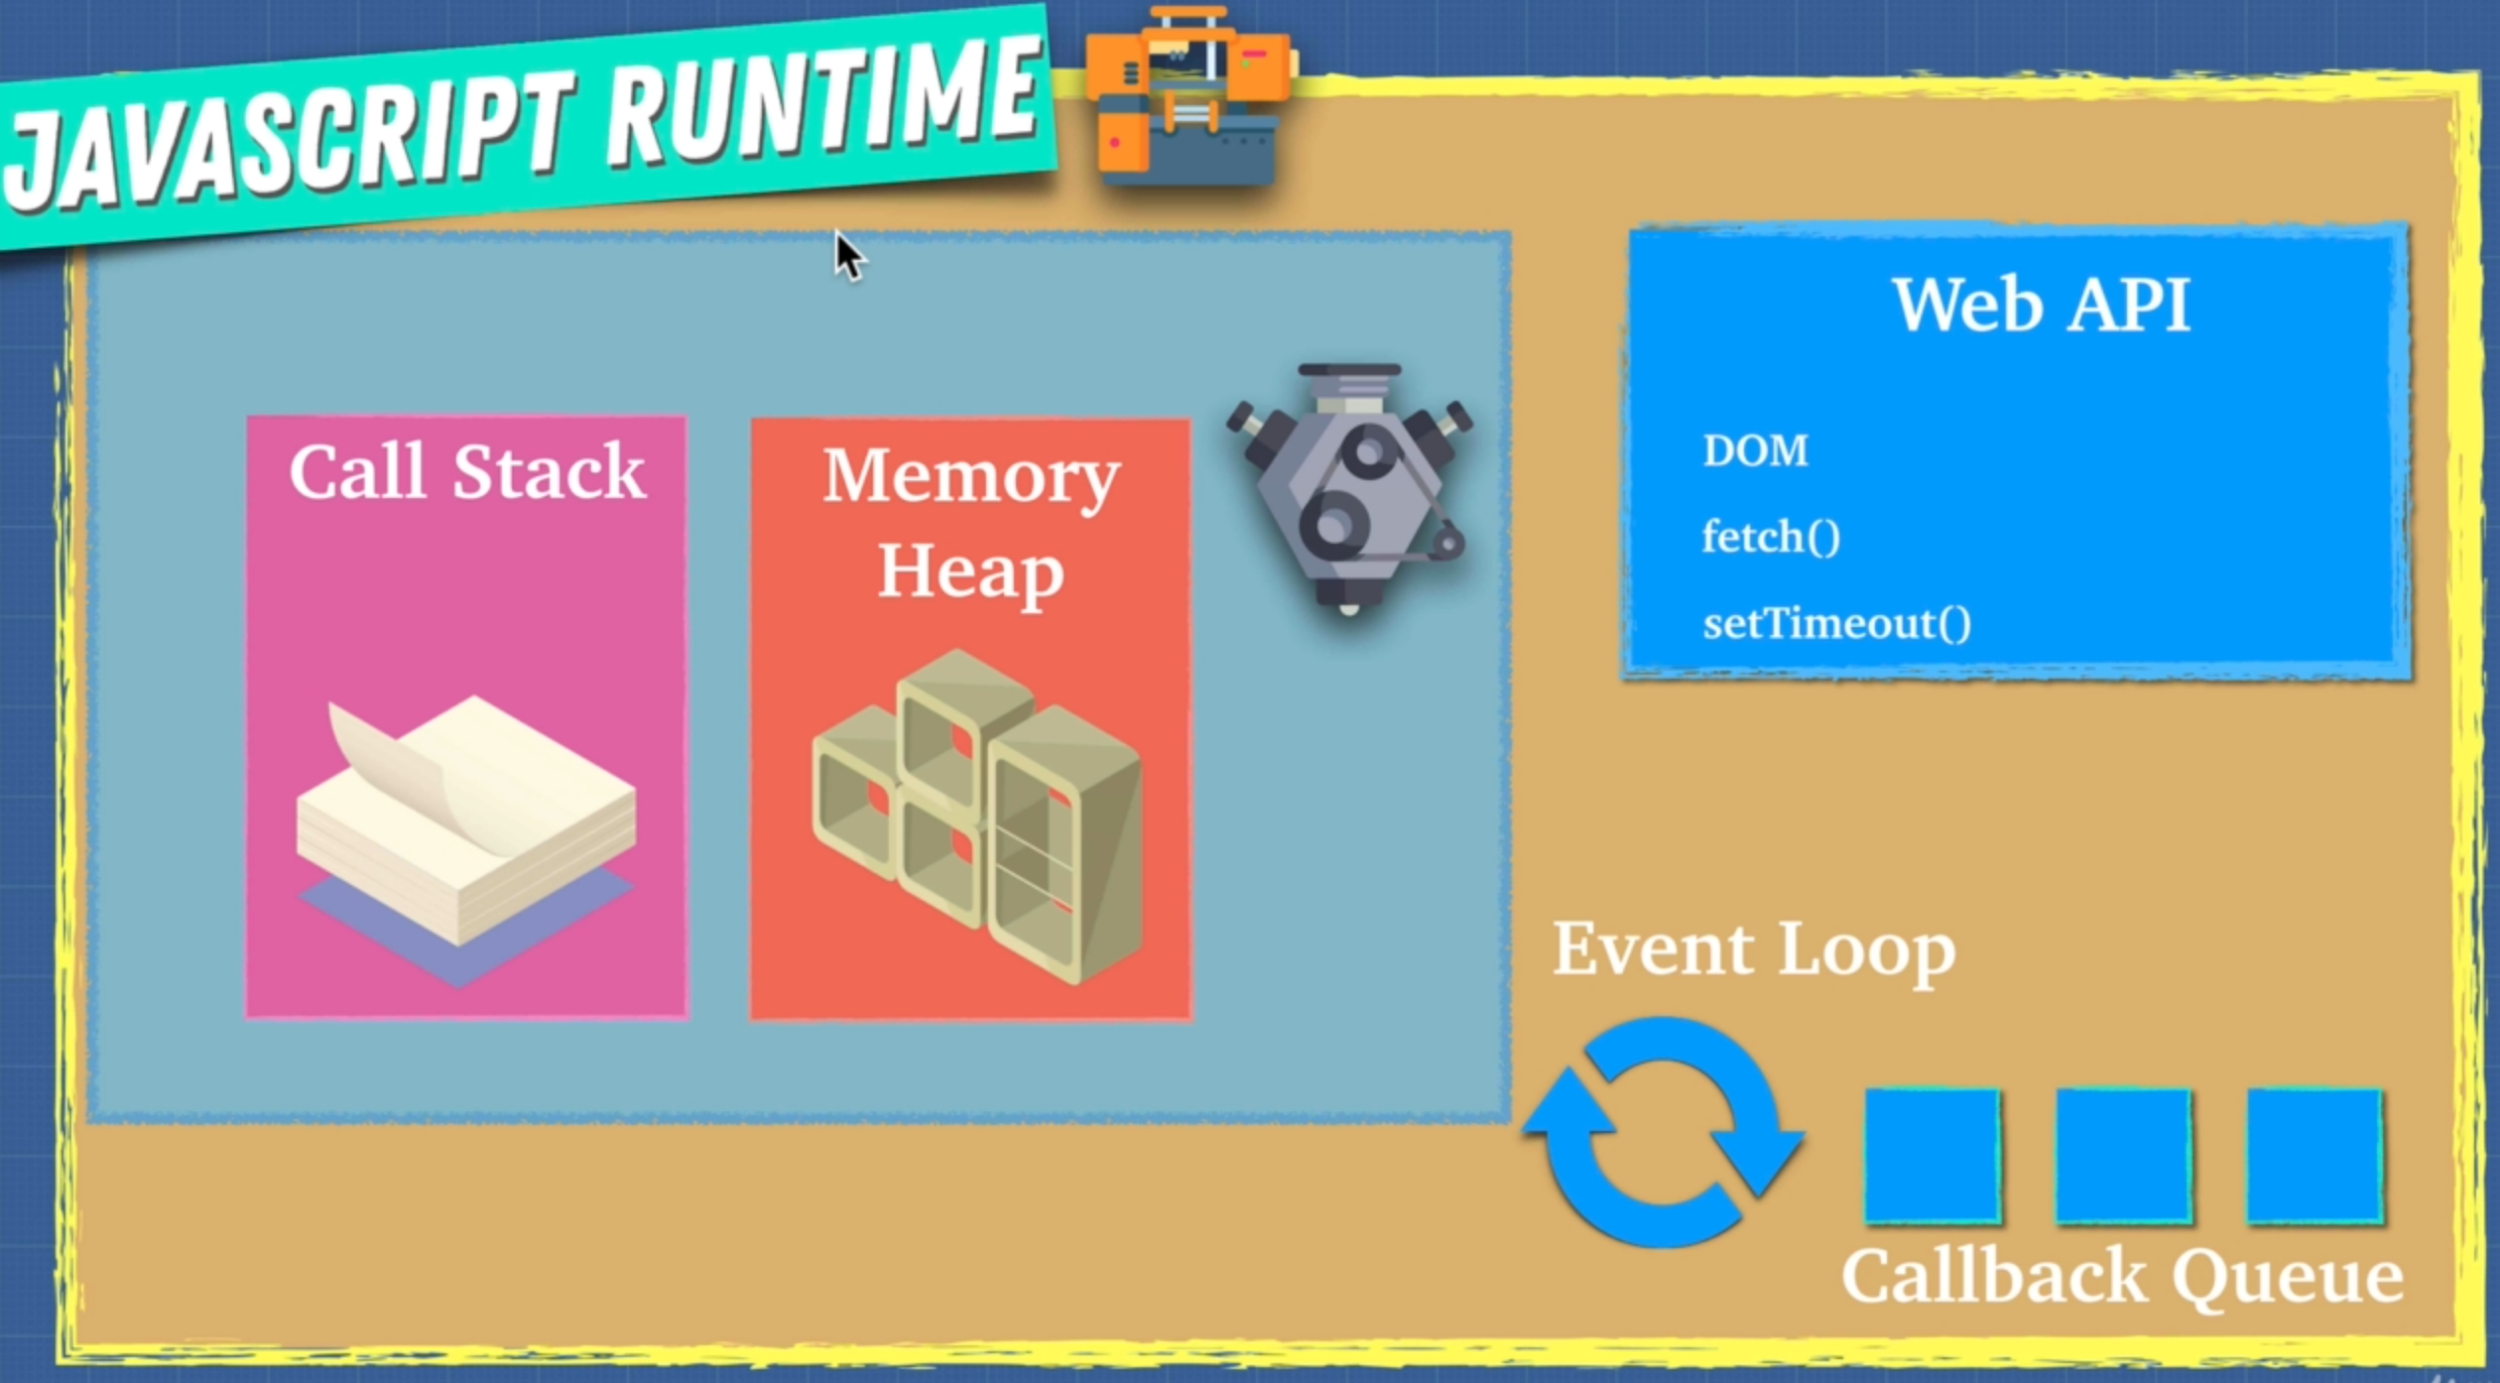 JAVASCRIPT RUNTIME
Call Stack
Memory
Heap
Web API
DOM
fetch()
setTimeout()
Event Loop
Callback Queue